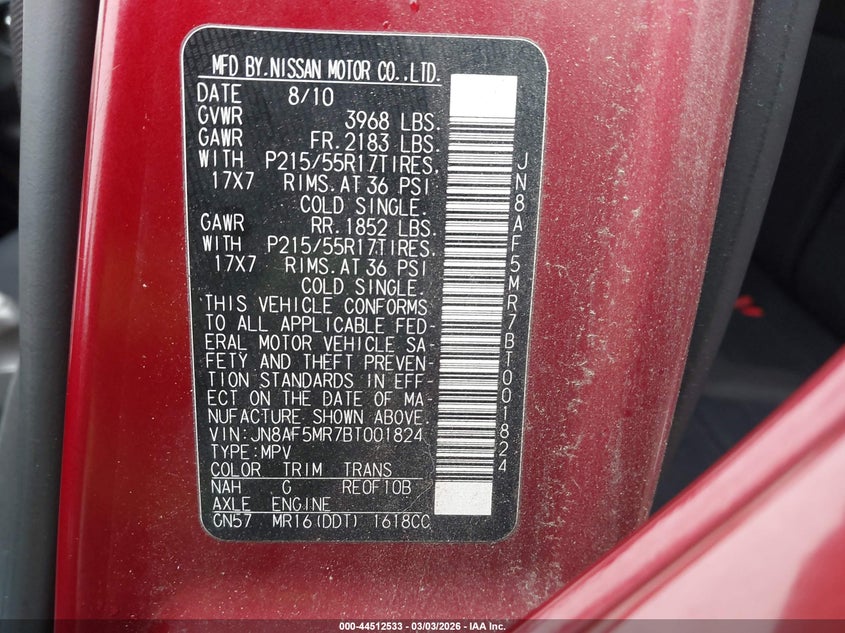 MFD BY.NISSAN MOTOR CO.,LTD.
DATE 8/10
GVWR 3968 LBS.
GAWR FR.2183 LBS.
WITH P215/55R17TIRES,
17X7 RIMS.AT 36 PSI
COLD SINGLE.
GAWR RR.1852 LBS.
WITH P215/55R17TIRES,
17X7 RIMS.AT 36 PSI
COLD SINGLE.
THIS VEHICLE CONFORMS
TO ALL APPLICABLE FED-
ERAL MOTOR VEHICLE SA-
FETY AND THEFT PREVEN-
TION STANDARDS IN EFF-
ECT ON THE DATE OF MA-
NUFACTURE SHOWN ABOVE.
VIN:JN8AF5MR7BT001824
TYPE:MPV
COLOR TRIM TRANS
NAH G RE0F10B
AXLE ENGINE
GN57 MR16(DDT) 1618CC
JN8AF5MR7BT001824
000-44512533 — 03/03/2026 — IAA Inc.